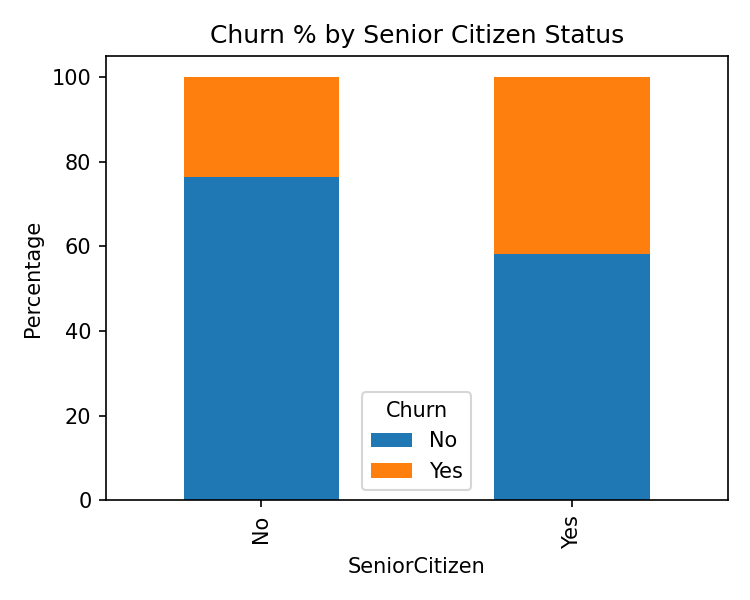 Churn % by Senior Citizen Status
Percentage
100
80
60
40
20
0
Churn
No
Yes
No
Yes
SeniorCitizen